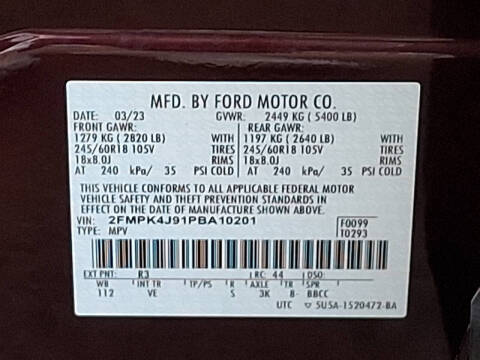 MFD. BY FORD MOTOR CO.
DATE: 03/23 GVWR: 2449 KG ( 5400 LB)
FRONT GAWR: REAR GAWR:
1279 KG ( 2820 LB) 1197 KG ( 2640 LB)
245/60R18 105V TIRES 245/60R18 105V TIRES
18x8.0J RIMS 18x8.0J RIMS
AT 240 kPa/ 35 PSI COLD AT 240 kPa/ 35 PSI COLD
THIS VEHICLE CONFORMS TO ALL APPLICABLE FEDERAL MOTOR
VEHICLE SAFETY AND THEFT PREVENTION STANDARDS IN
EFFECT ON THE DATE OF MANUFACTURE SHOWN ABOVE.
VIN: 2FMPK4J91PBA10201 F0099
TYPE: MPV T0293
EXT PNT: R3 RC: 44 DSO:
WB INT TR TP/PS R AXLE TR SPR
112 VE S 3K 8- BBCC
UTC 5U5A-1520472-BA